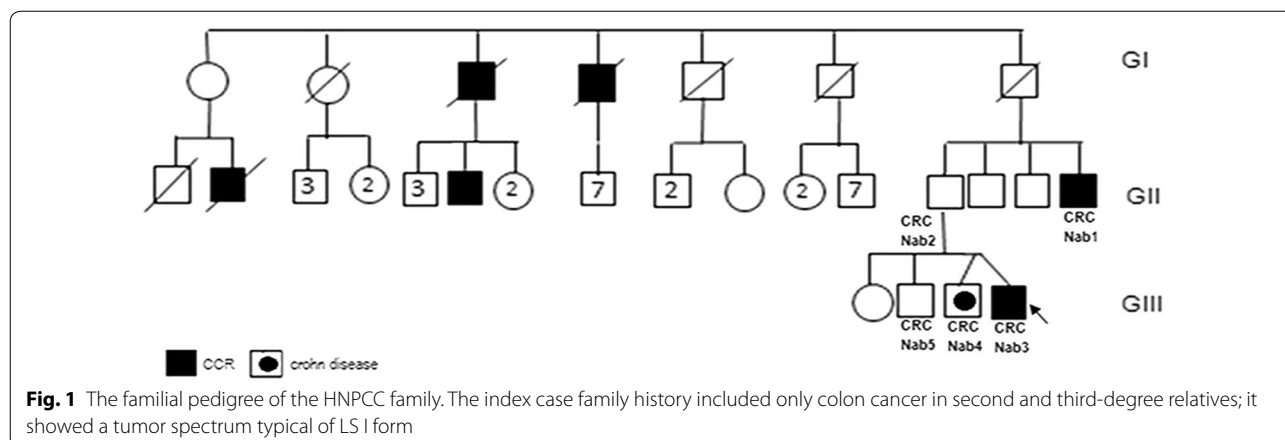 GI
3 2 3 2 7 2 2 7
GII
CRC CRC
Nab2 Nab1
GIII
CRC CRC CRC
Nab5 Nab4 Nab3
CCR crohn disease
Fig. 1 The familial pedigree of the HNPCC family. The index case family history included only colon cancer in second and third-degree relatives; it
showed a tumor spectrum typical of LS I form